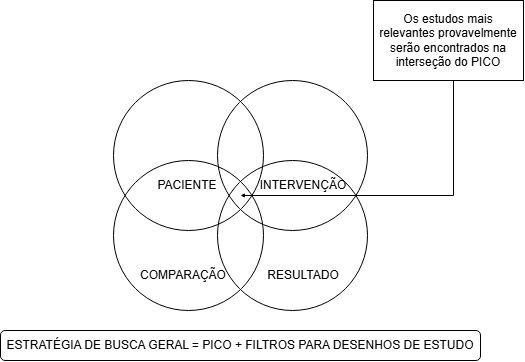 Os estudos mais
relevantes provavelmente
serão encontrados na
interseção do PICO
PACIENTE
INTERVENÇÃO
COMPARAÇÃO
RESULTADO
ESTRATÉGIA DE BUSCA GERAL = PICO + FILTROS PARA DESENHOS DE ESTUDO